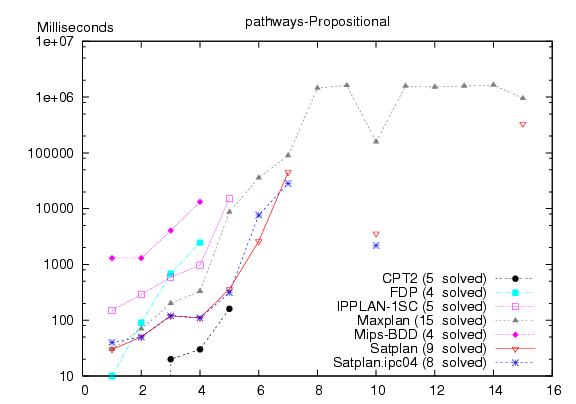 pathways-Propositional
Milliseconds
1e+07
1e+06
100000
10000
1000
100
10
CPT2 (5 solved)
FDP (4 solved)
IPPLAN-1SC (5 solved)
Maxplan (15 solved)
Mips-BDD (4 solved)
Satplan (9 solved)
Satplan.ipc04 (8 solved)
0 2 4 6 8 10 12 14 16